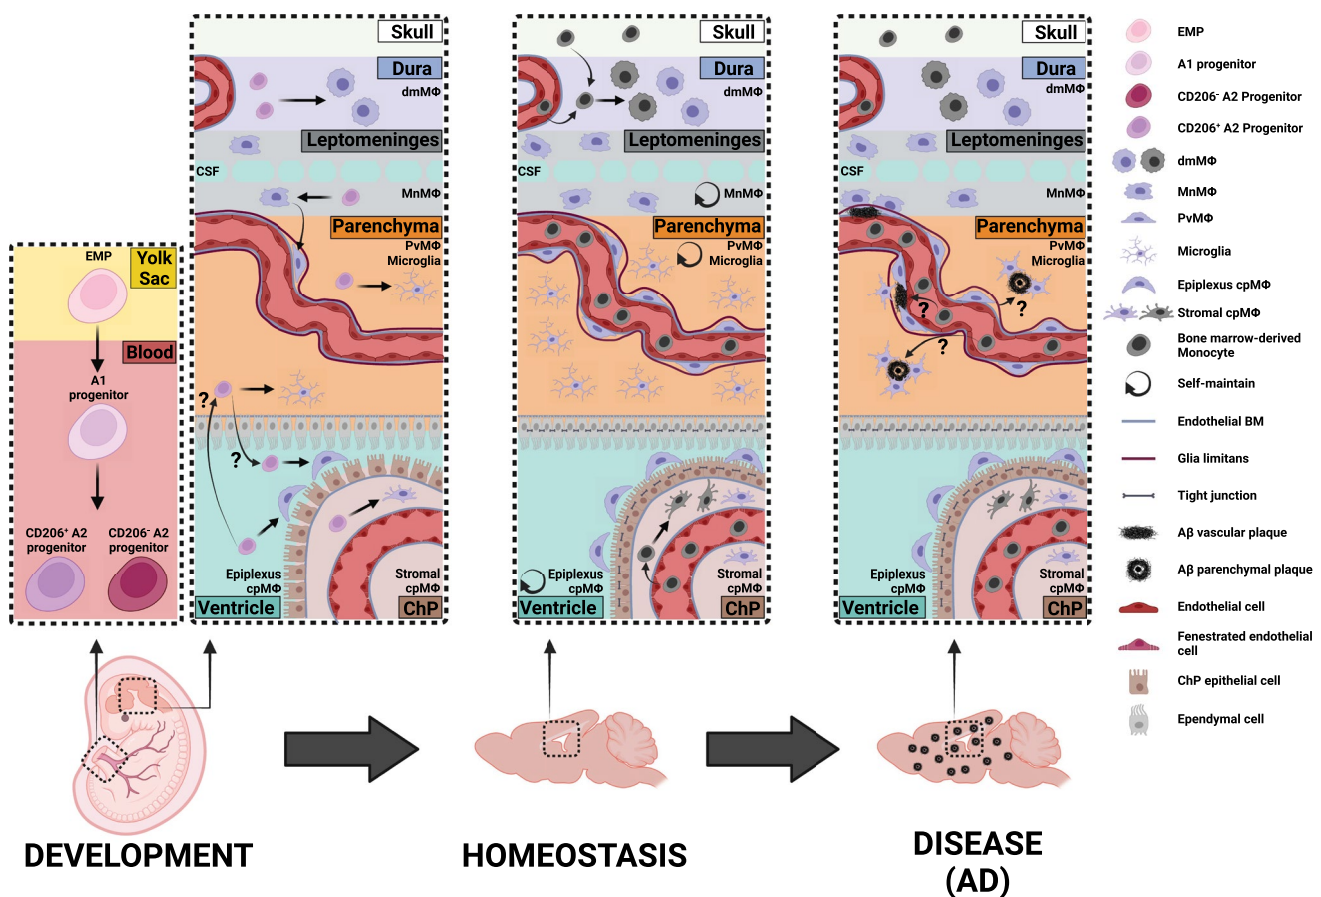 Yolk
Sac
EMP
Blood
A1
progenitor
CD206+ A2
progenitor
CD206- A2
progenitor
Skull
Dura
dmMΦ
Leptomeninges
CSF
MnMΦ
Parenchyma
PvMΦ
Microglia
?
?
Epiplexus
cpMΦ
Ventricle
Stromal
cpMΦ
ChP
Skull
Dura
dmMΦ
Leptomeninges
CSF
MnMΦ
Parenchyma
PvMΦ
Microglia
Epiplexus
cpMΦ
Ventricle
Stromal
cpMΦ
ChP
Skull
Dura
dmMΦ
Leptomeninges
CSF
MnMΦ
Parenchyma
PvMΦ
Microglia
?
?
?
Epiplexus
cpMΦ
Ventricle
Stromal
cpMΦ
ChP
EMP
A1 progenitor
CD206- A2 Progenitor
CD206+ A2 Progenitor
dmMΦ
MnMΦ
PvMΦ
Microglia
Epiplexus cpMΦ
Stromal cpMΦ
Bone marrow-derived
Monocyte
Self-maintain
Endothelial BM
Glia limitans
Tight junction
Aβ vascular plaque
Aβ parenchymal plaque
Endothelial cell
Fenestrated endothelial
cell
ChP epithelial cell
Ependymal cell
DEVELOPMENT
HOMEOSTASIS
DISEASE
(AD)